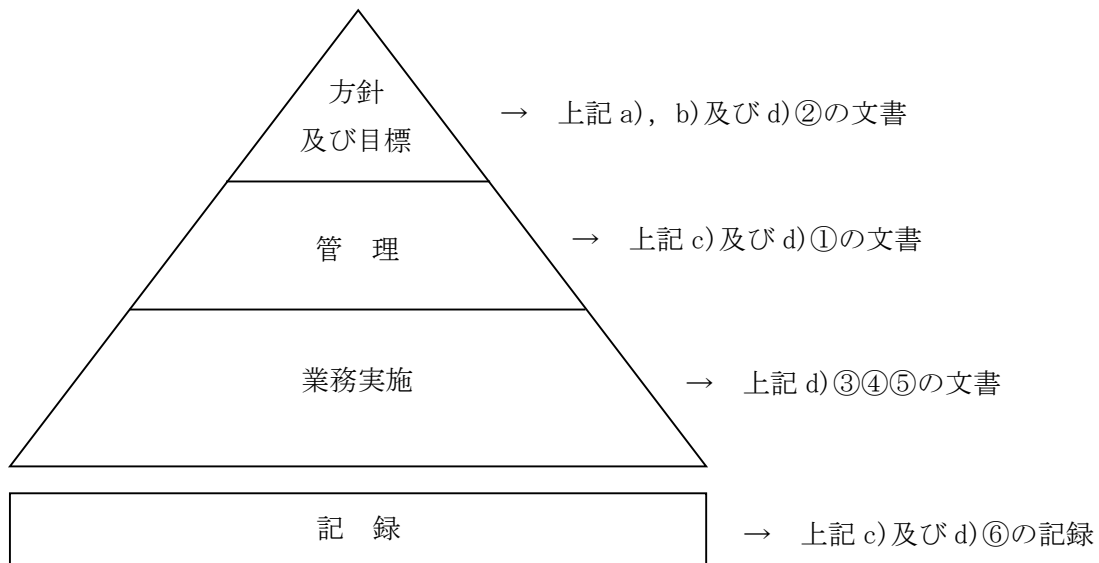 方針
及び目標
→ 上記 a)，b)及び d)②の文書
管 理
→ 上記 c)及び d)①の文書
業務実施
→ 上記 d)③④⑤の文書
記 録
→ 上記 c)及び d)⑥の記録